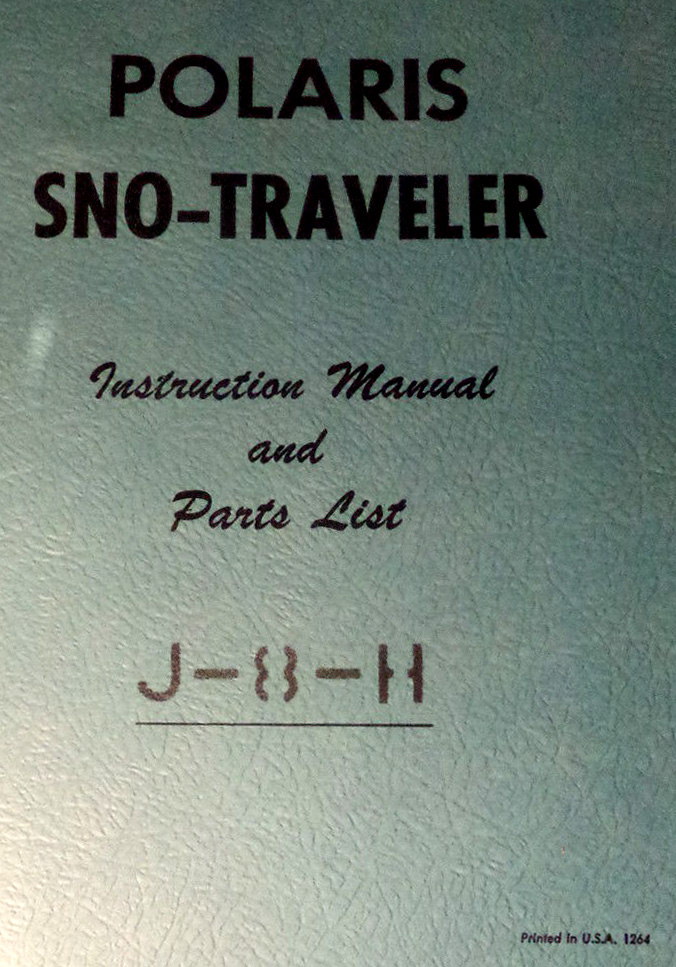 POLARIS
SNO-TRAVELER
Instruction Manual
and
Parts List
J-8-H
Printed in U.S.A. 1264